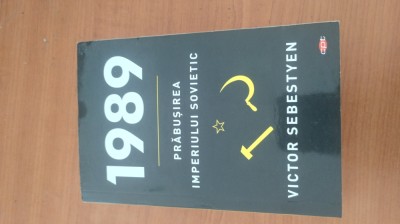 1989
PRĂBUȘIREA
IMPERIULUI SOVIETIC
VICTOR SEBESTYEN